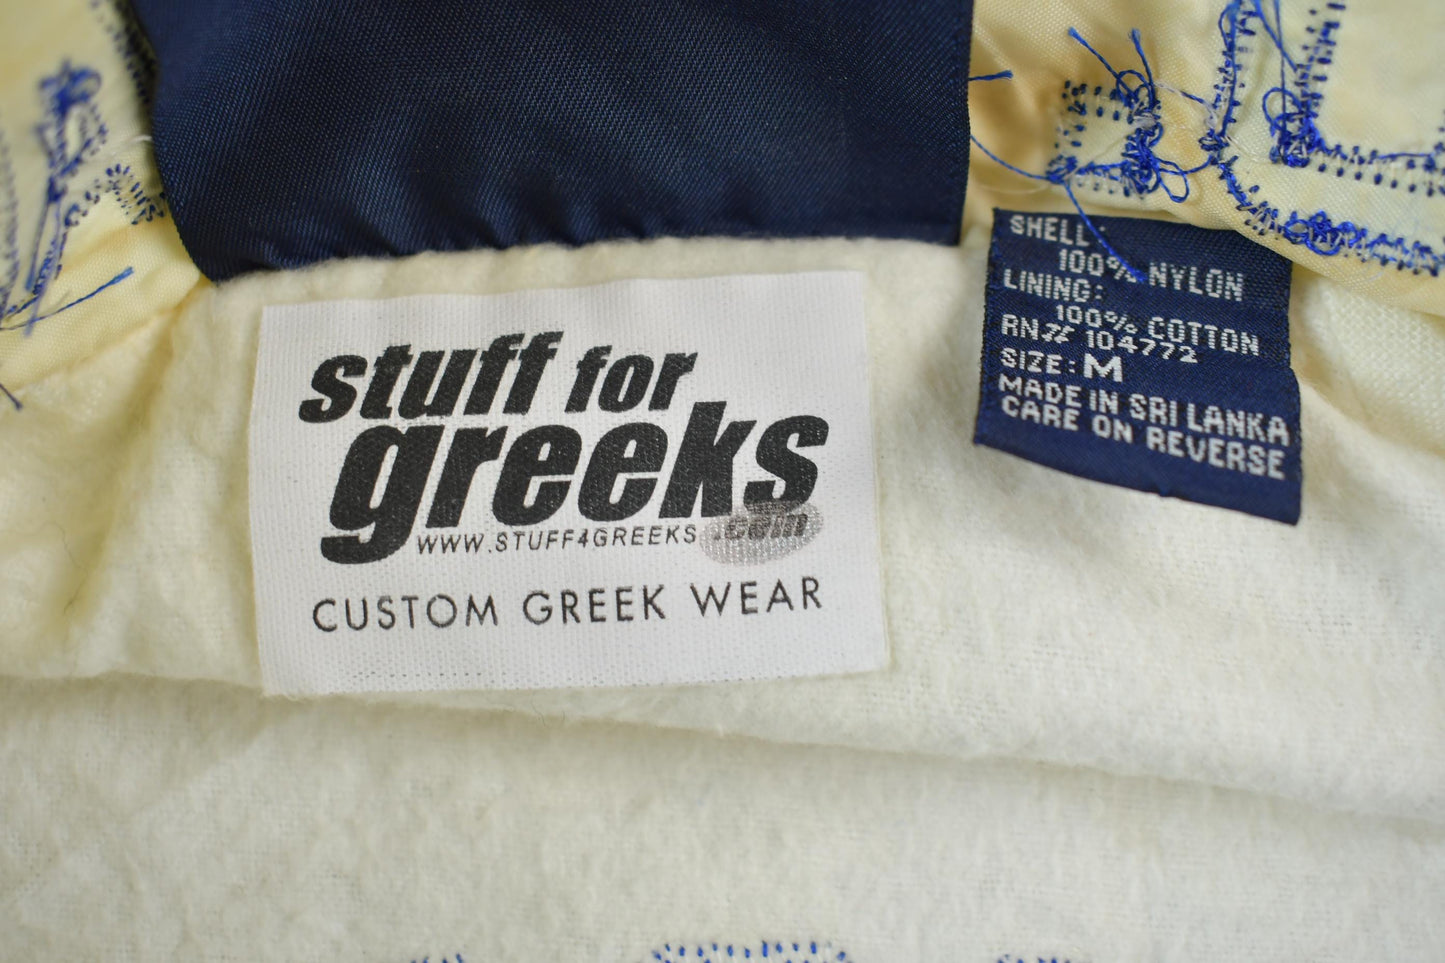 stuff for
greeks
WWW.STUFF4GREEKS .com
CUSTOM GREEK WEAR
SHELL
100% NYLON
LINING:
100% COTTON
RN# 104772
SIZE: M
MADE IN SRI LANKA
CARE ON REVERSE